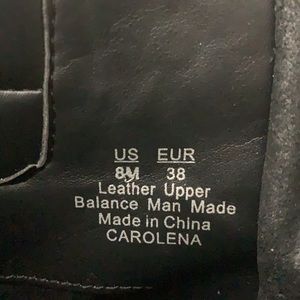 US EUR
8M 38
Leather Upper
Balance Man Made
Made in China
CAROLENA